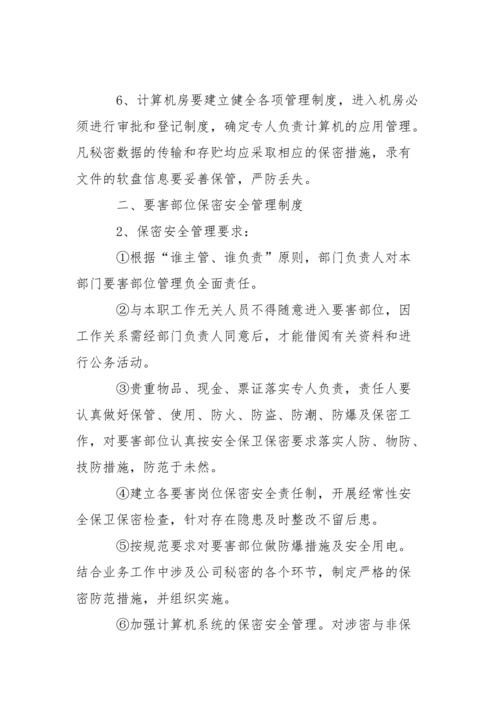 6、计算机房要建立健全各项管理制度，进入机房必
须进行审批和登记制度，确定专人负责计算机的应用管理。
凡秘密数据的传输和存贮均应采取相应的保密措施，录有
文件的软盘信息要妥善保管，严防丢失。
二、要害部位保密安全管理制度
2、保密安全管理要求：
①根据“谁主管、谁负责”原则，部门负责人对本
部门要害部位管理负全面责任。
②与本职工作无关人员不得随意进入要害部位，因
工作关系需经部门负责人同意后，才能借阅有关资料和进
行公务活动。
③贵重物品、现金、票证落实专人负责，责任人要
认真做好保管、使用、防火、防盗、防潮、防爆及保密工
作，对要害部位认真按安全保卫保密要求落实人防、物防、
技防措施，防范于未然。
④建立各要害岗位保密安全责任制，开展经常性安
全保卫保密检查，针对存在隐患及时整改不留后患。
⑤按规范要求对要害部位做防爆措施及安全用电。
结合业务工作中涉及公司秘密的各个环节，制定严格的保
密防范措施，并组织实施。
⑥加强计算机系统的保密安全管理。对涉密与非保